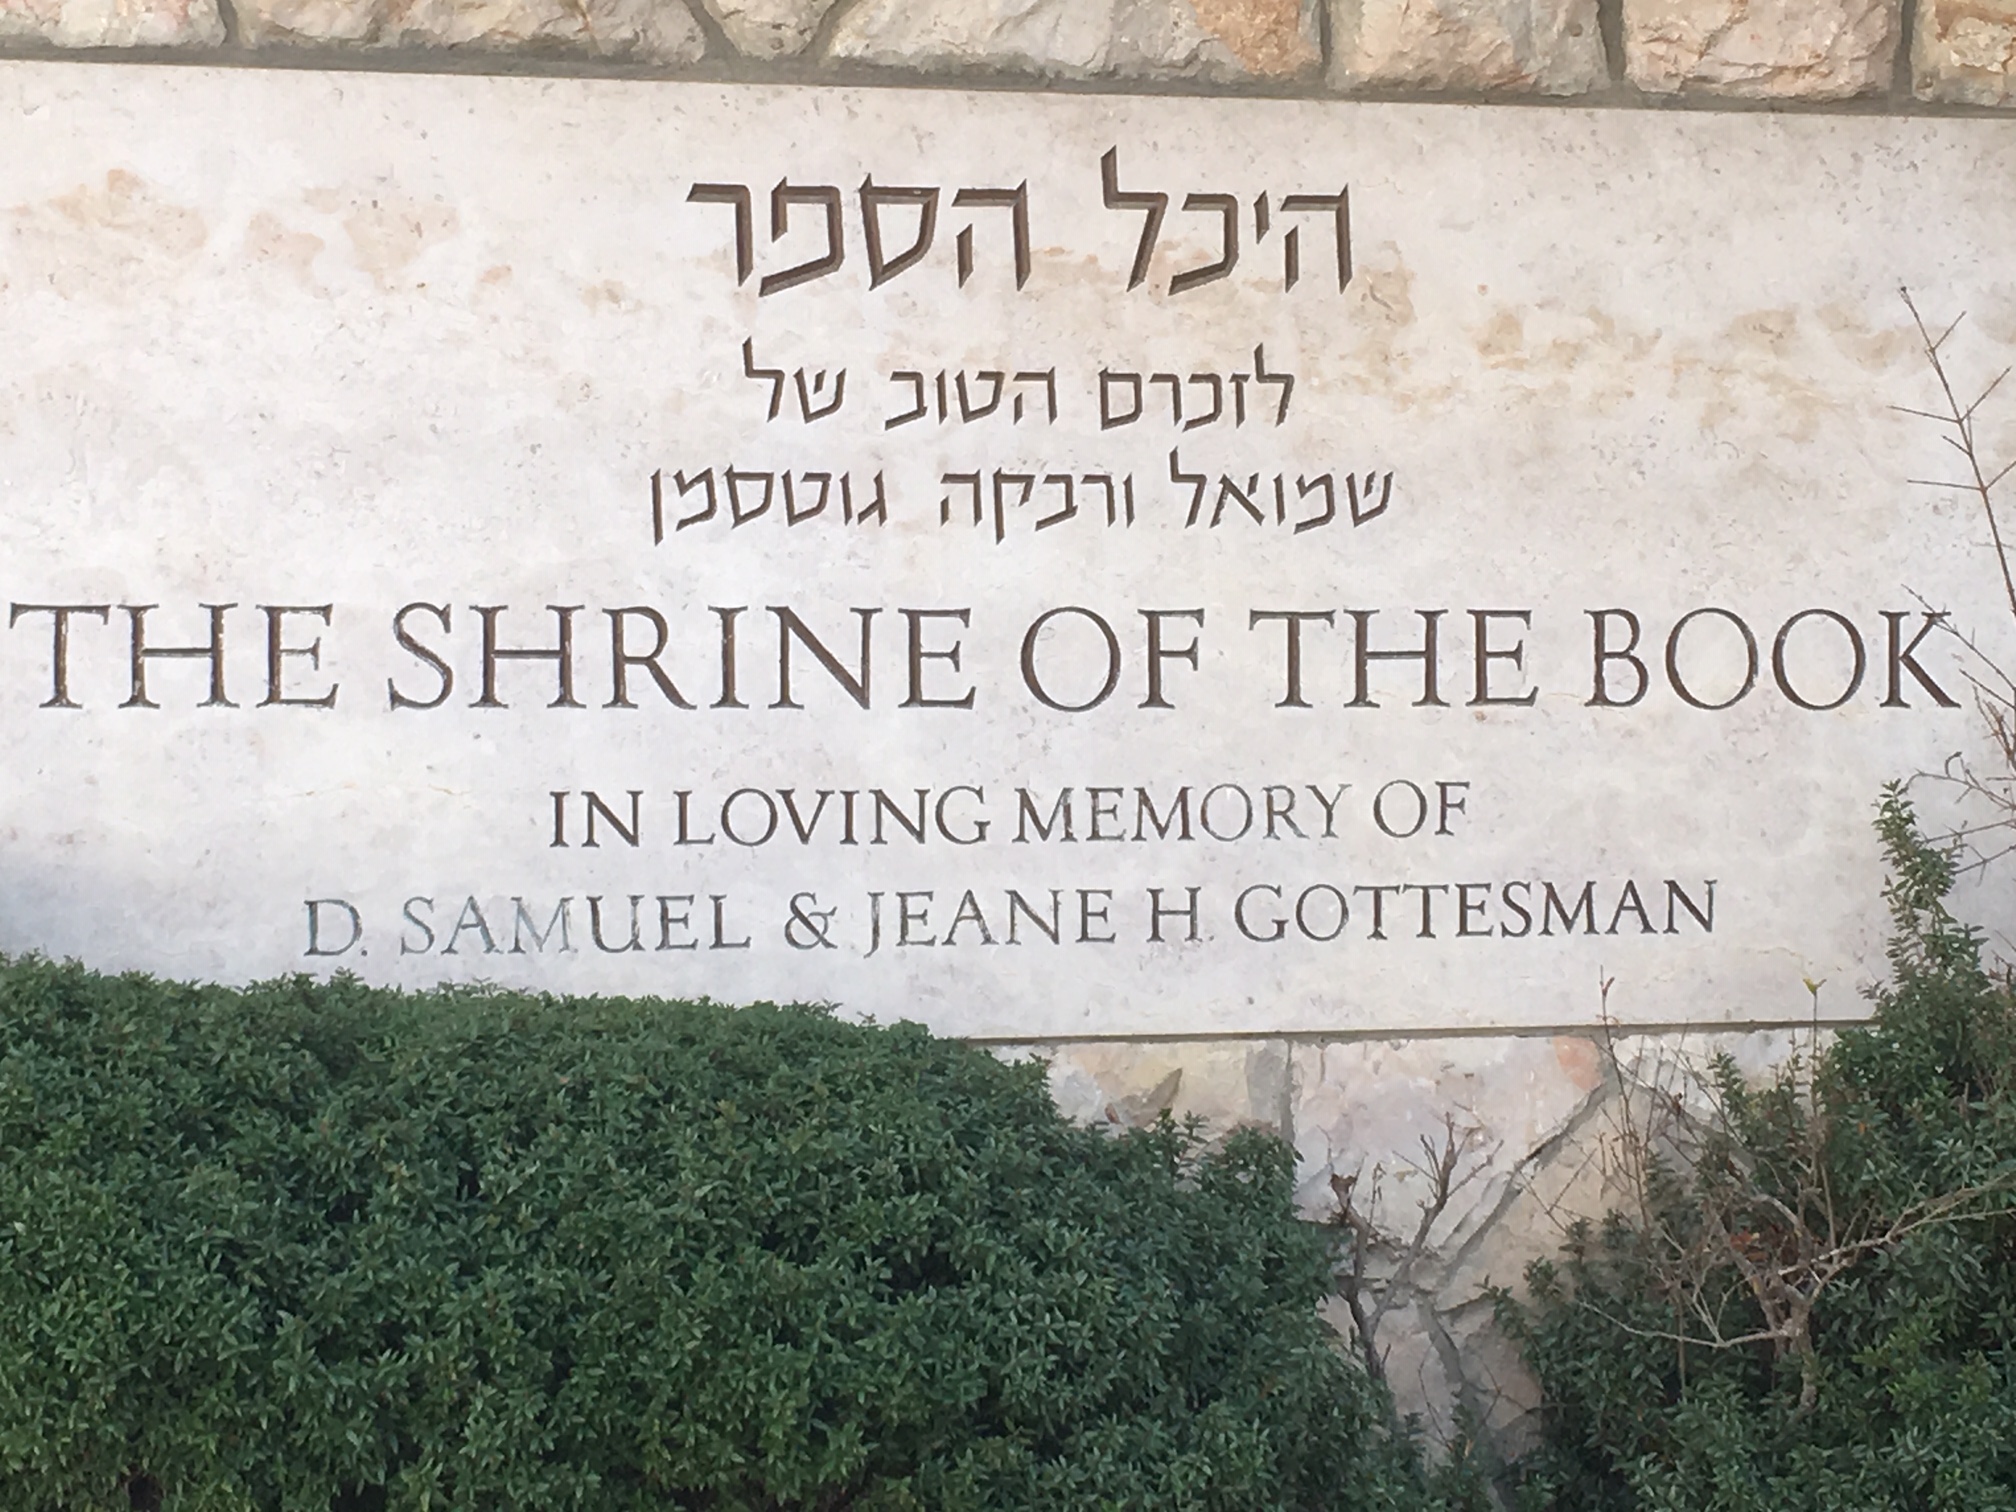 היכל הספר
לזכרם הטוב של
שמואל ורבקה גוטסמן
THE SHRINE OF THE BOOK
IN LOVING MEMORY OF
D. SAMUEL & JEANE H. GOTTESMAN